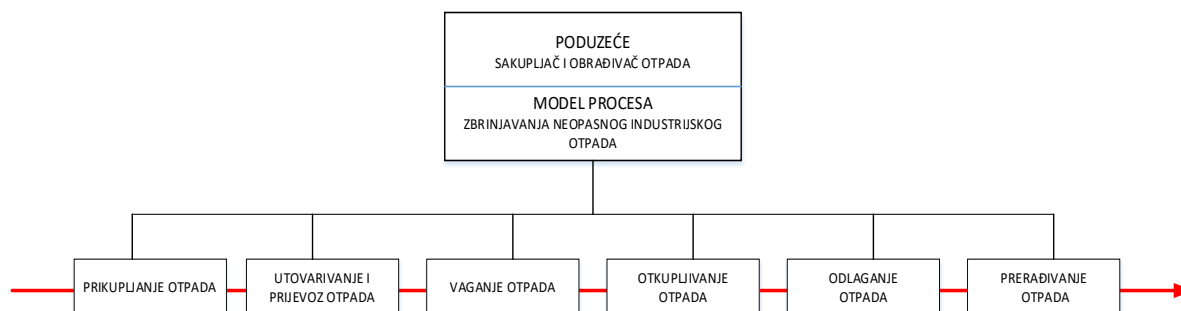 PODUZEĆE
SAKUPLJAČ I OBRAĐIVAČ OTPADA
MODEL PROCESA
ZBRINJAVANJA NEOPASNOG INDUSTRIJSKOG
OTPADA
PRIKUPLJANJE OTPADA
UTOVARIVANJE I
PRIJEVOZ OTPADA
VAGANJE OTPADA
OTKUPLJIVANJE
OTPADA
ODLAGANJE
OTPADA
PRERAĐIVANJE
OTPADA